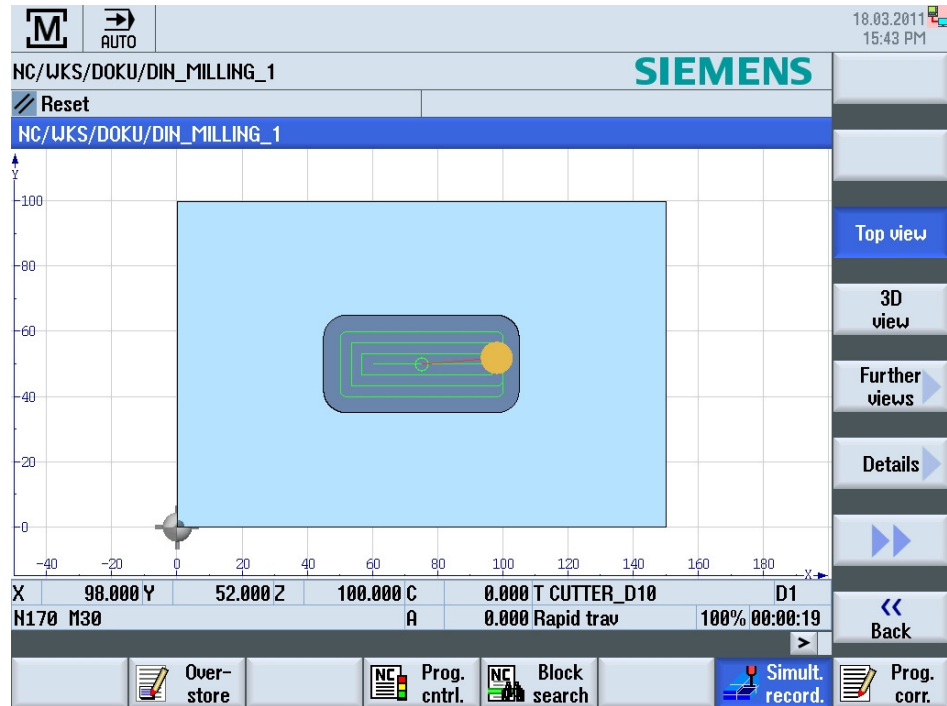 M
AUTO
18.03.2011
15:43 PM
NC/WKS/DOKU/DIN_MILLING_1
SIEMENS
Reset
NC/WKS/DOKU/DIN_MILLING_1
Y
100
80
60
40
20
0
-40 -20 0 20 40 60 80 100 120 140 160 180 X
Top view
3D
view
Further
views
Details
Back
X 98.000 Y 52.000 Z 100.000 C 0.000 T CUTTER_D10 D1
N170 M30 A 0.000 Rapid trav 100% 00:00:19
>
Over-
store
NC Prog.
cntrl.
NC Block
search
Simult.
record.
Prog.
corr.